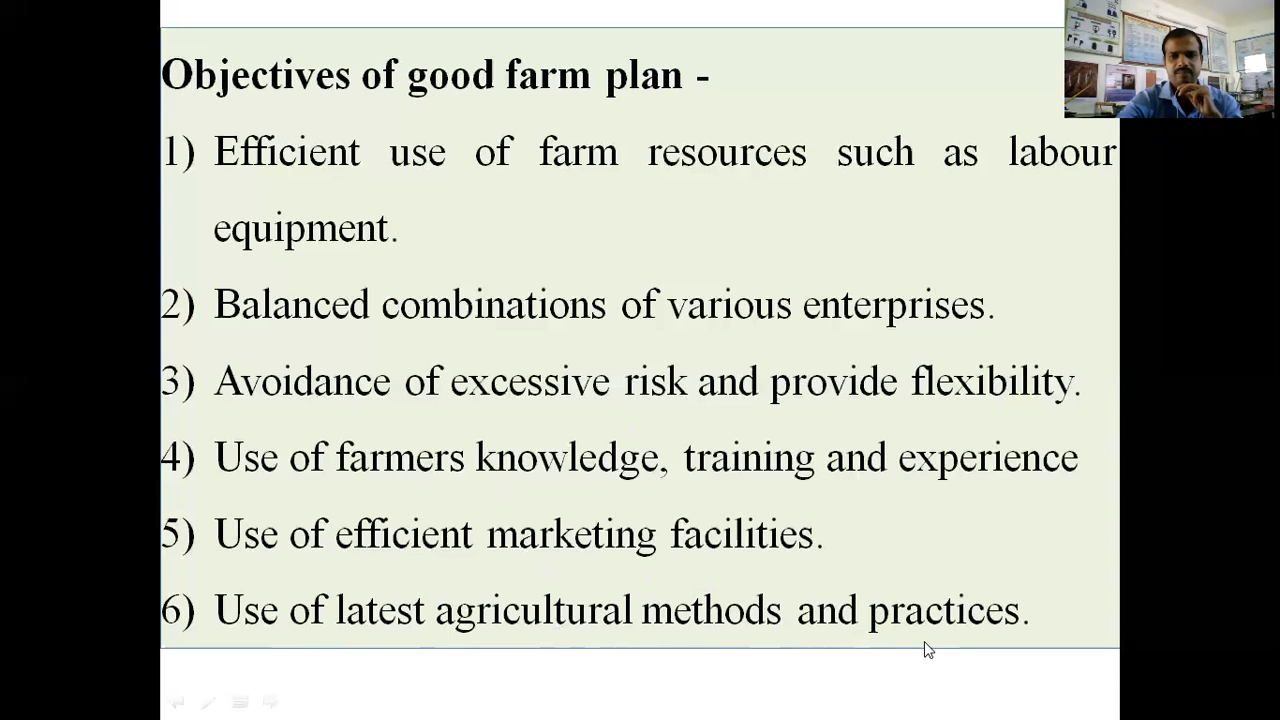 Objectives of good farm plan -
1) Efficient use of farm resources such as labour
equipment.
2) Balanced combinations of various enterprises.
3) Avoidance of excessive risk and provide flexibility.
4) Use of farmers knowledge, training and experience
5) Use of efficient marketing facilities.
6) Use of latest agricultural methods and practices.